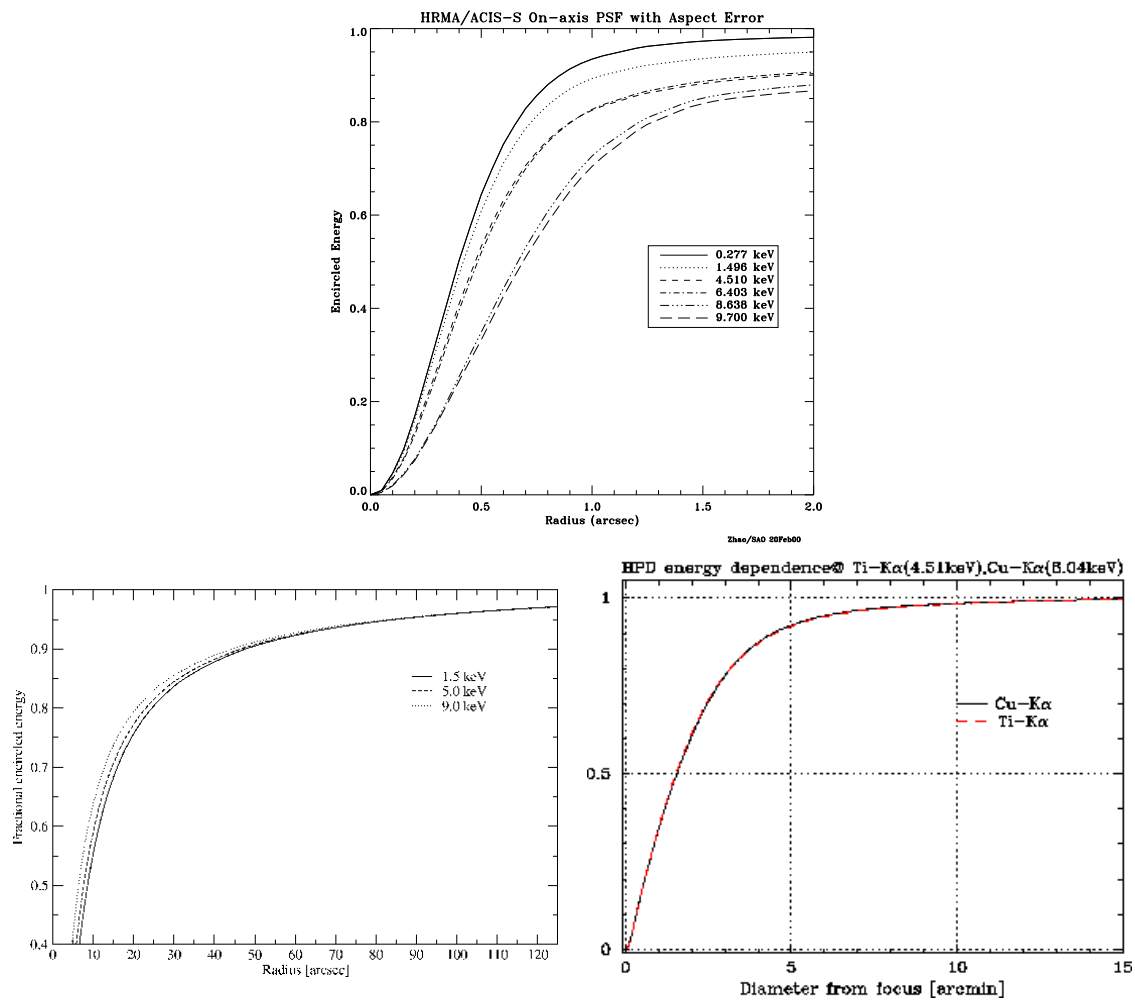 HRMA/ACIS-S On-axis PSF with Aspect Error
1.0
0.8
0.6
0.4
0.2
0.0
Encircled Energy
0.277 keV
1.496 keV
4.510 keV
6.403 keV
8.638 keV
9.700 keV
0.0 0.5 1.0 1.5 2.0
Radius (arcsec)
Zhao/SAO 20Feb00
1
0.9
0.8
0.7
0.6
0.5
0.4
Fractional encircled energy
1.5 keV
5.0 keV
9.0 keV
0 10 20 30 40 50 60 70 80 90 100 110 120
Radius [arcsec]
HPD energy dependence@ Ti-Kα(4.51keV),Cu-Kα(8.04keV)
1
0.5
0
Cu-Kα
Ti-Kα
0 5 10 15
Diameter from focus [arcmin]